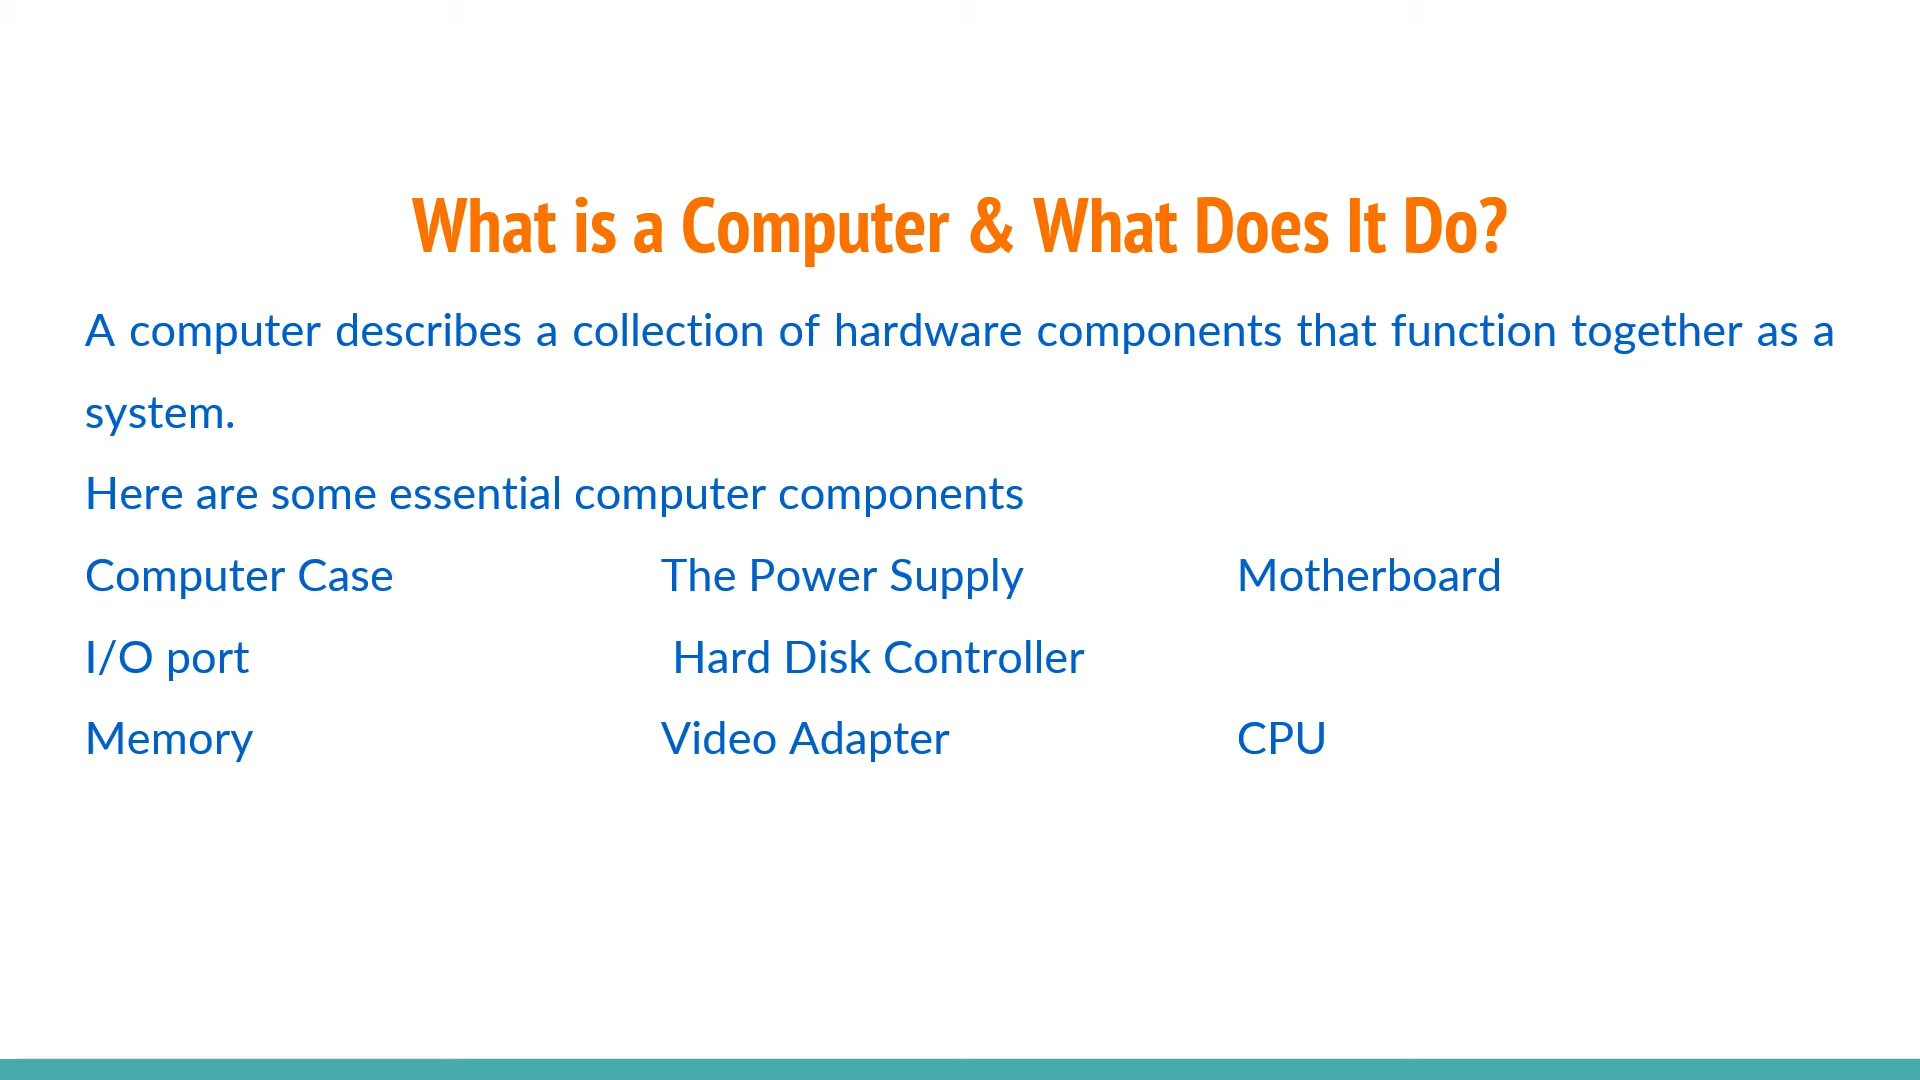 What is a Computer & What Does It Do?
A computer describes a collection of hardware components that function together as a
system.
Here are some essential computer components
Computer Case The Power Supply Motherboard
I/O port Hard Disk Controller
Memory Video Adapter CPU